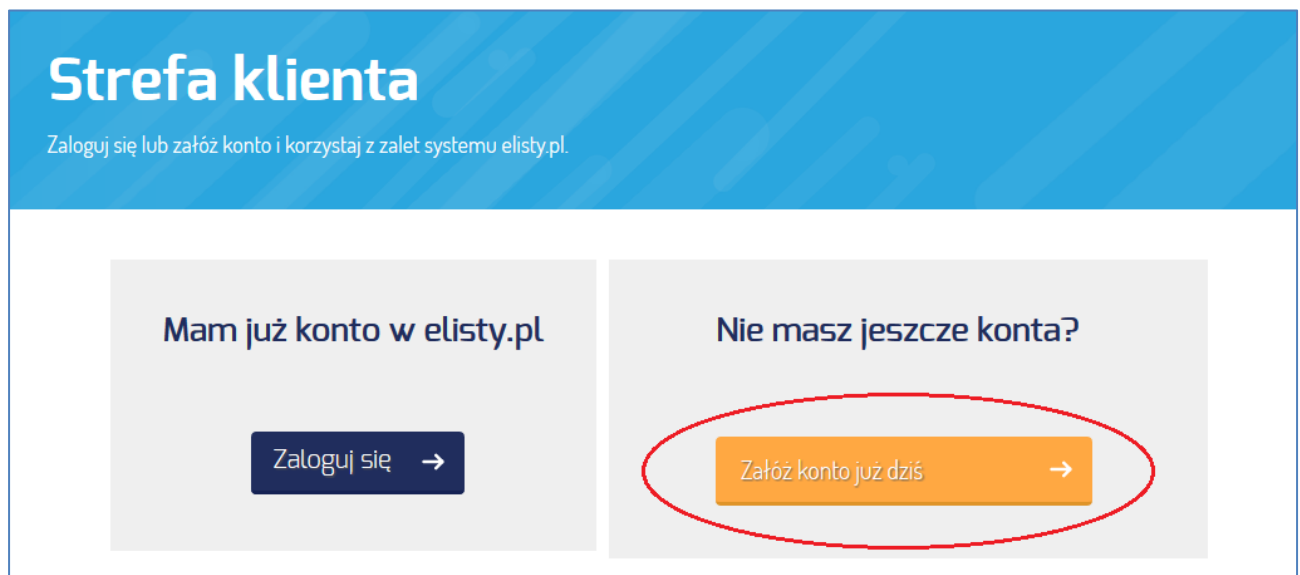 Strefa klienta
Zaloguj się lub załóż konto i korzystaj z zalet systemu elisty.pl.
Mam już konto w elisty.pl
Zaloguj się
Nie masz jeszcze konta?
Załóż konto już dziś